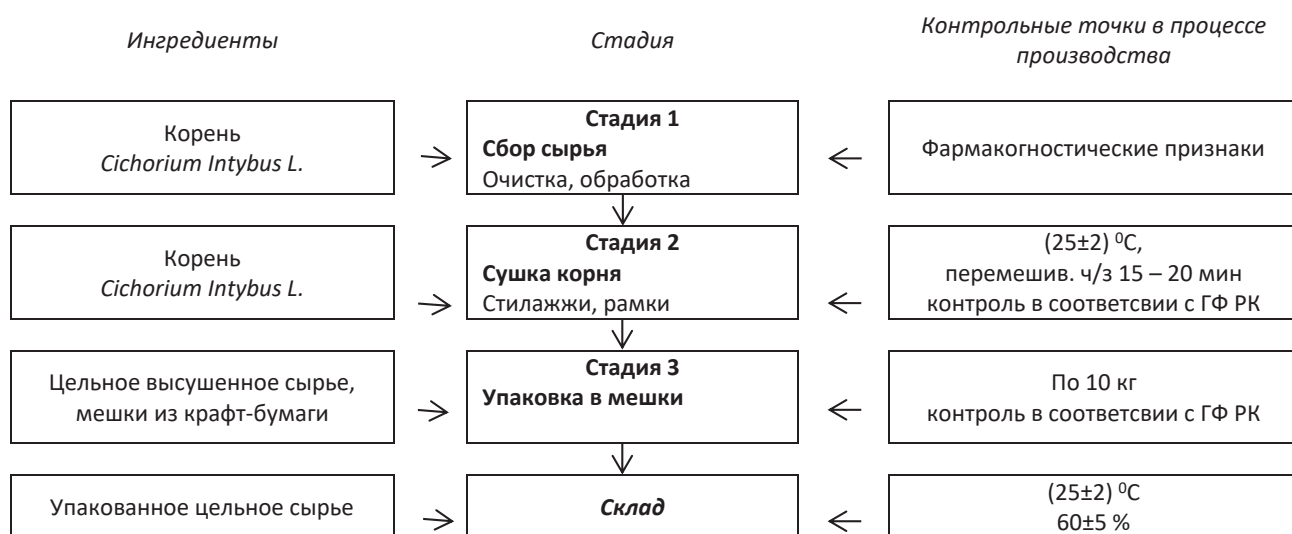 Ингредиенты
Стадия
Контрольные точки в процессе
производства
Корень
Cichorium Intybus L.
Стадия 1
Сбор сырья
Очистка, обработка
Фармакогностические признаки
Корень
Cichorium Intybus L.
Стадия 2
Сушка корня
Стилажжи, рамки
(25±2) ⁰С,
перемешив. ч/з 15 – 20 мин
контроль в соответсвии с ГФ РК
Цельное высушенное сырье,
мешки из крафт-бумаги
Стадия 3
Упаковка в мешки
По 10 кг
контроль в соответсвии с ГФ РК
Упакованное цельное сырье
Склад
(25±2) ⁰С
60±5 %